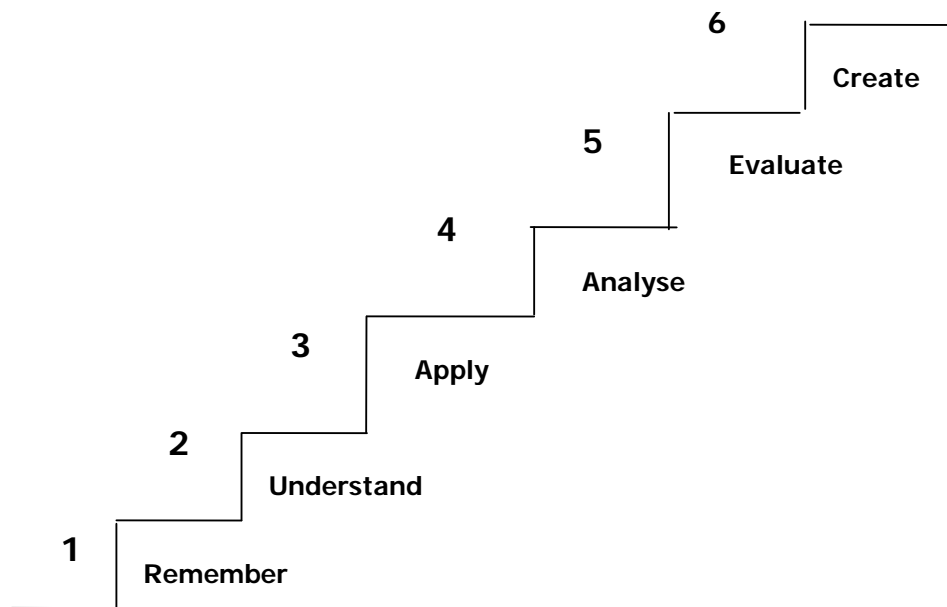 6
Create
5
Evaluate
4
Analyse
3
Apply
2
Understand
1
Remember